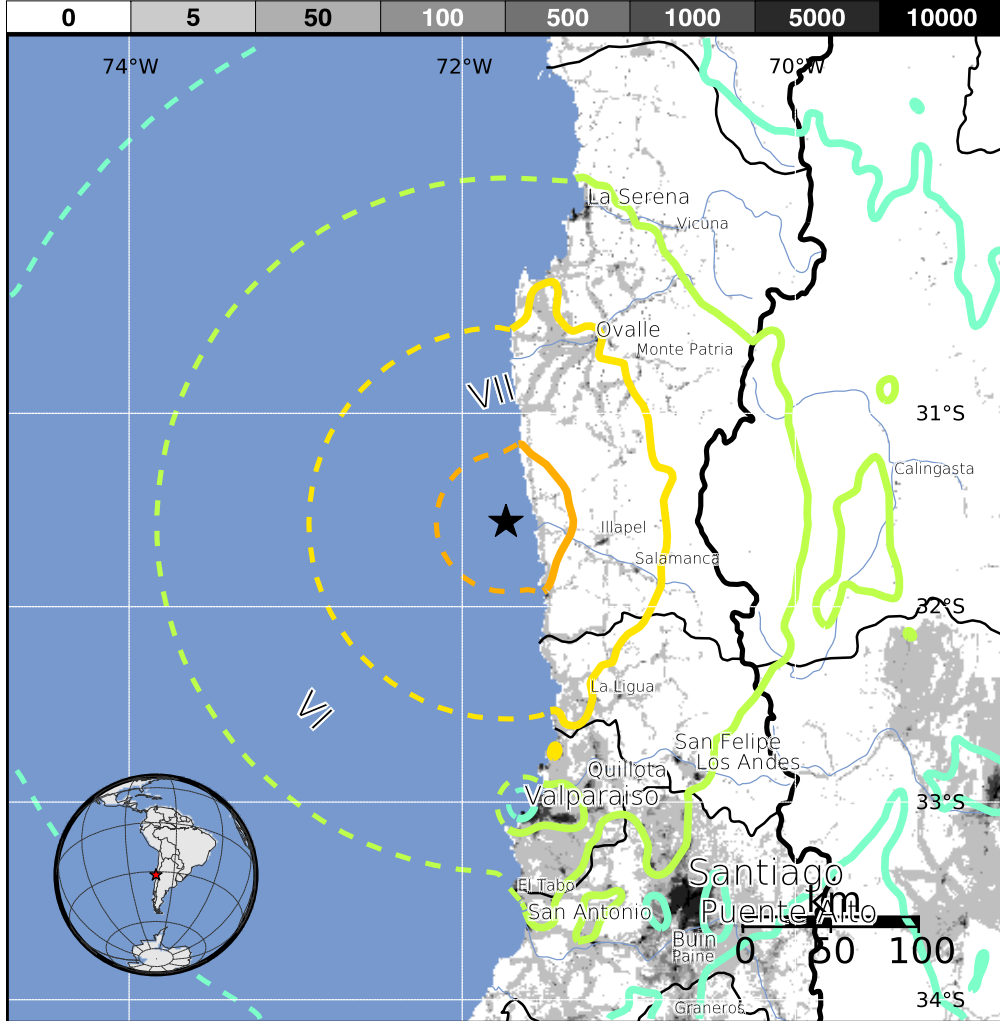 0 5 50 100 500 1000 5000 10000
74°W 72°W 70°W
La Serena
Vicuna
Ovalle
Monte Patria
VII
31°S
Calingasta
Illapel
Salamanca
32°S
La Ligua
VI
San Felipe
Los Andes
Quillota
Valparaiso
33°S
Santiago
El Tabo
km
San Antonio
Puente Alto
Buin
0 50 100
Paine
34°S
Graneros